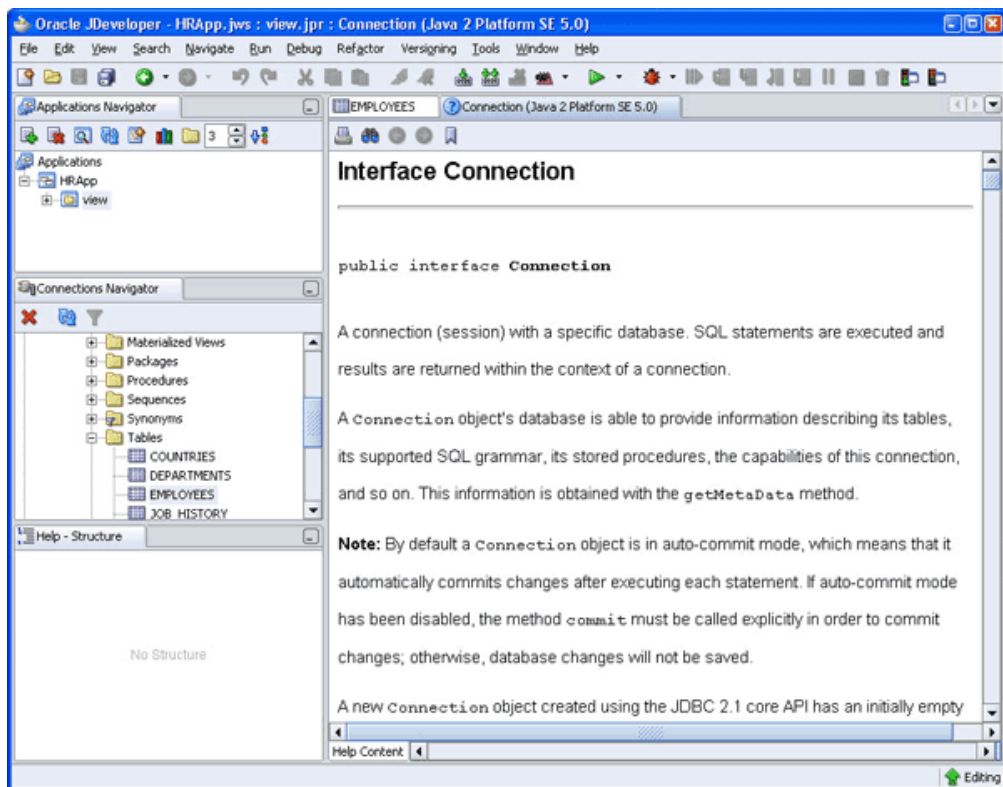 Oracle JDeveloper - HRApp.jws : view.jpr : Connection (Java 2 Platform SE 5.0)
File Edit View Search Navigate Run Debug Refactor Versioning Tools Window Help
Applications Navigator
3
Applications
HRApp
view
Connections Navigator
Materialized Views
Packages
Procedures
Sequences
Synonyms
Tables
COUNTRIES
DEPARTMENTS
EMPLOYEES
JOB_HISTORY
Help - Structure
No Structure
EMPLOYEES Connection (Java 2 Platform SE 5.0)
Interface Connection
public interface Connection
A connection (session) with a specific database. SQL statements are executed and
results are returned within the context of a connection.
A Connection object's database is able to provide information describing its tables,
its supported SQL grammar, its stored procedures, the capabilities of this connection,
and so on. This information is obtained with the getMetaData method.
Note: By default a Connection object is in auto-commit mode, which means that it
automatically commits changes after executing each statement. If auto-commit mode
has been disabled, the method commit must be called explicitly in order to commit
changes; otherwise, database changes will not be saved.
A new Connection object created using the JDBC 2.1 core API has an initially empty
Help Content
Editing